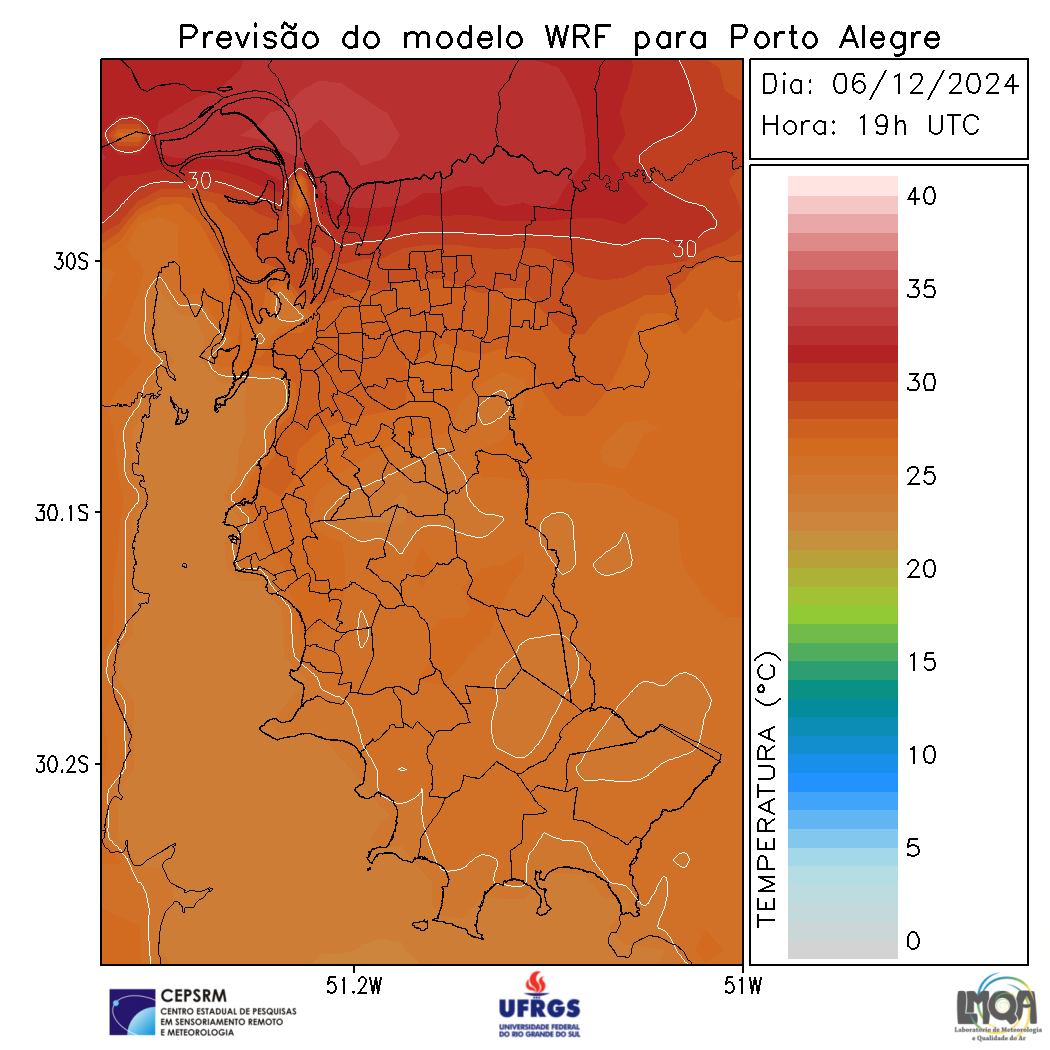 Previsão do modelo WRF para Porto Alegre
Dia: 06/12/2024
Hora: 19h UTC
30
30
30S
30.1S
30.2S
51.2W
51W
40
35
30
25
20
15
10
5
0
TEMPERATURA (°C)
CEPSRM
CENTRO ESTADUAL DE PESQUISAS
EM SENSORIAMENTO REMOTO
E METEOROLOGIA
UFRGS
UNIVERSIDADE FEDERAL
DO RIO GRANDE DO SUL
LMQA
Laboratório de Meteorologia
e Qualidade do Ar